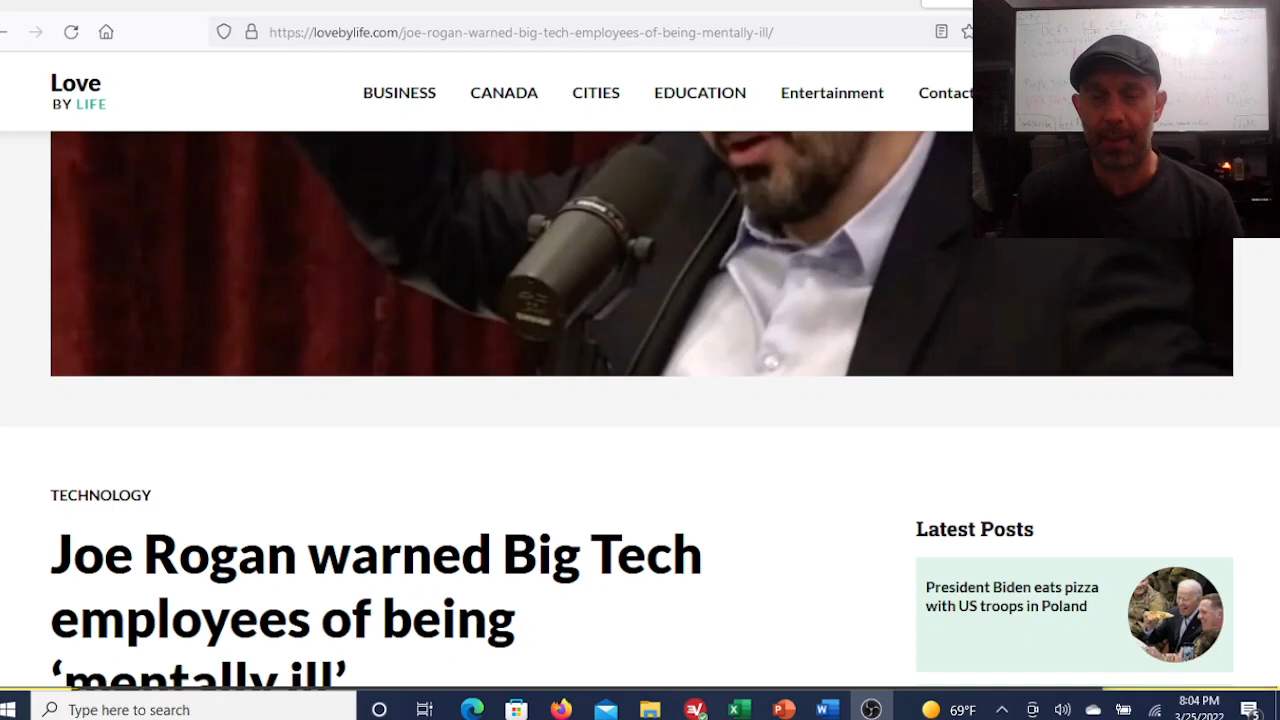 https://lovebylife.com/joe-rogan-warned-big-tech-employees-of-being-mentally-ill/
Love
BY LIFE
BUSINESS
CANADA
CITIES
EDUCATION
Entertainment
Contact
TECHNOLOGY
Joe Rogan warned Big Tech
employees of being
‘mentally ill’
Latest Posts
President Biden eats pizza
with US troops in Poland
Type here to search
69°F
8:04 PM
3/25/2022